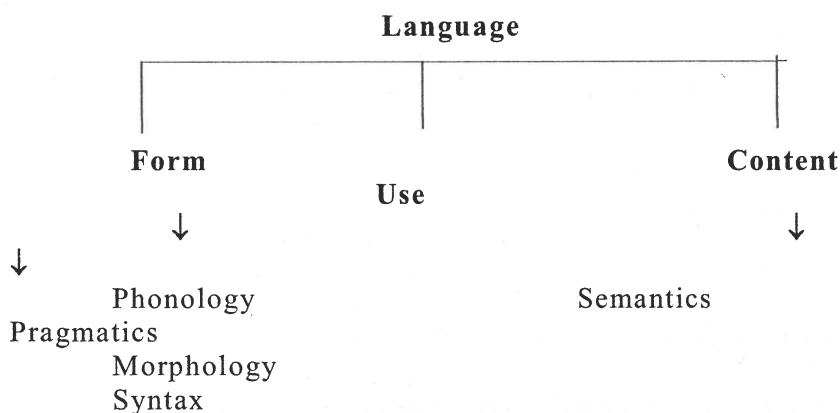 Language
Form Content
Use
↓ ↓
↓
Phonology Semantics
Pragmatics
Morphology
Syntax